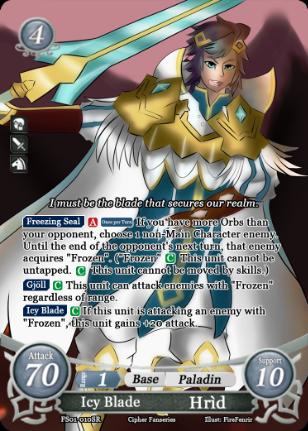 4
I must be the blade that secures our realm.
Freezing Seal A Once per Turn If you have more Orbs than
your opponent, choose 1 non-Main Character enemy.
Until the end of the opponent's next turn, that enemy
acquires "Frozen". ("Frozen" C This unit cannot be
untapped. C This unit cannot be moved by skills.)
Gjöll C This unit can attack enemies with "Frozen"
regardless of range.
Icy Blade C If this unit is attacking an enemy with
"Frozen", this unit gains +20 attack.
Attack
70
1 Base Paladin
Support
10
Icy Blade Hrìd
FS01-0108R Cipher Fanseries Illust: FireFenrir